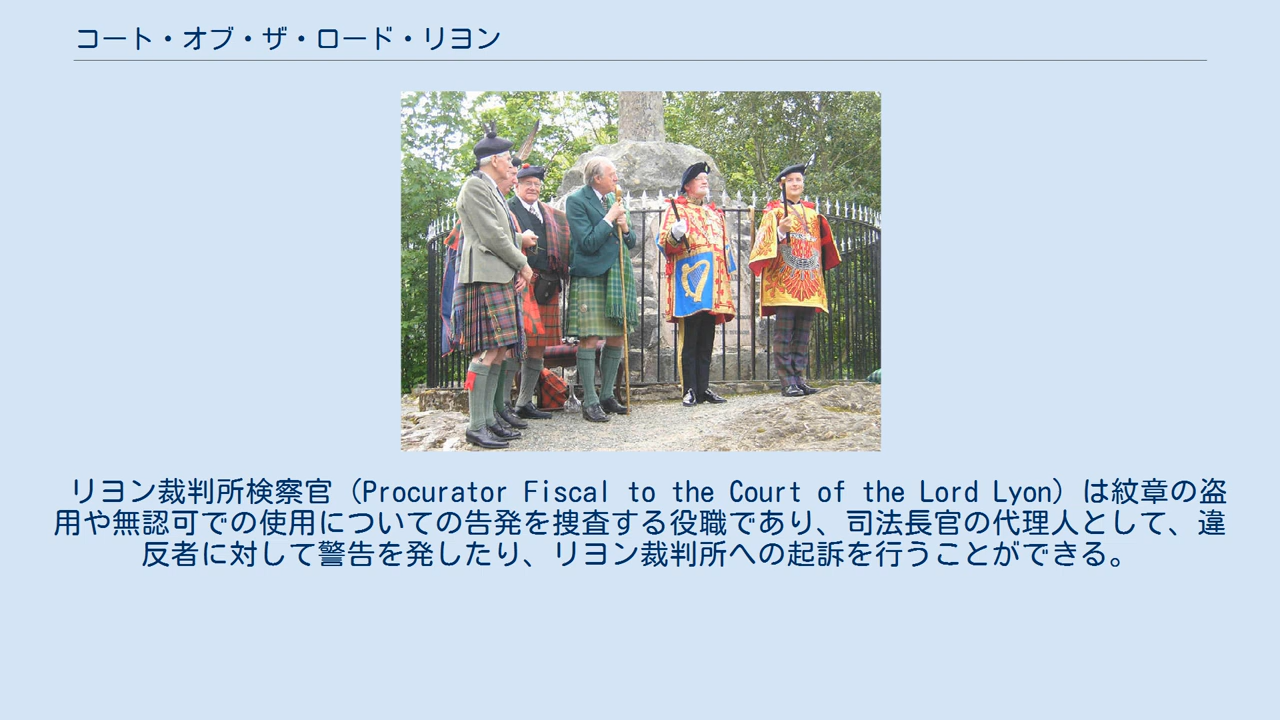 コート・オブ・ザ・ロード・リヨン
リヨン裁判所検察官（Procurator Fiscal to the Court of the Lord Lyon）は紋章の盗
用や無認可での使用についての告発を捜査する役職であり、司法長官の代理人として、違
反者に対して警告を発したり、リヨン裁判所への起訴を行うことができる。